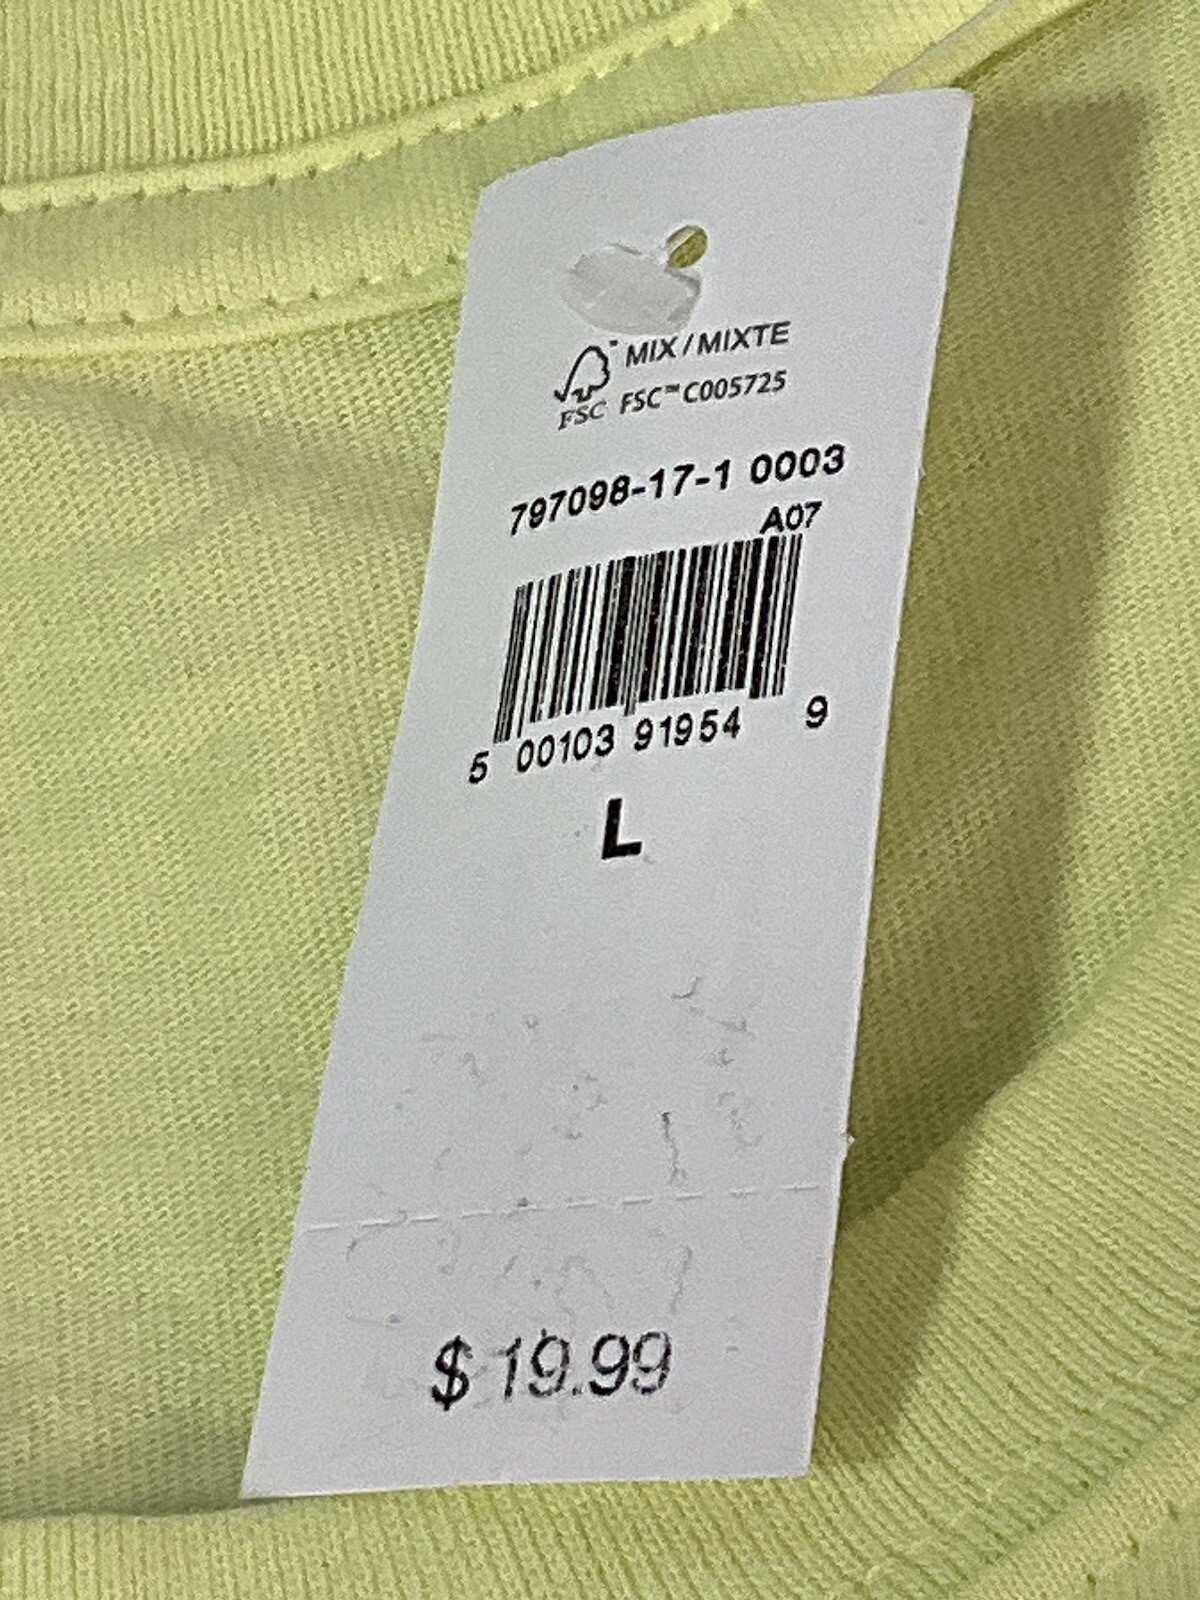 MIX/MIXTE
FSC FSC™ C005725
797098-17-1 0003
A07
5 00103 91954 9
L
$19.99